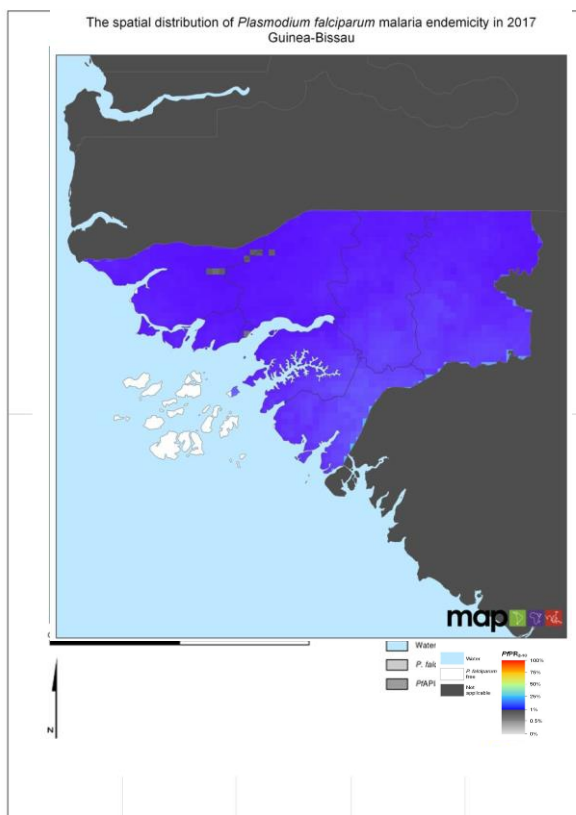 The spatial distribution of Plasmodium falciparum malaria endemicity in 2017
Guinea-Bissau
map
Water
P. falc
PfAPI
Water
P. falciparum
free
Not
applicable
100%
75%
50%
25%
1%
0.5%
0%
N